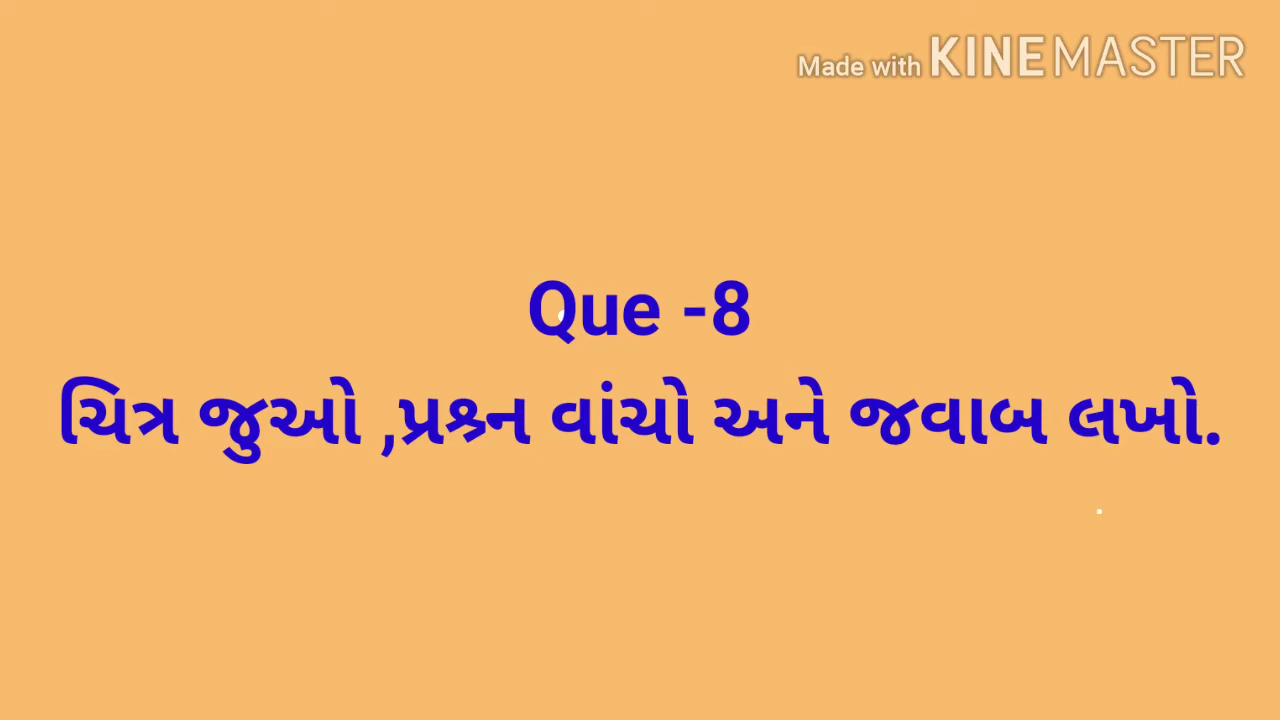 Made with KINEMASTER
Que -8
ચિત્ર જુઓ ,પ્રશ્ર્ન વાંચો અને જવાબ લખો.